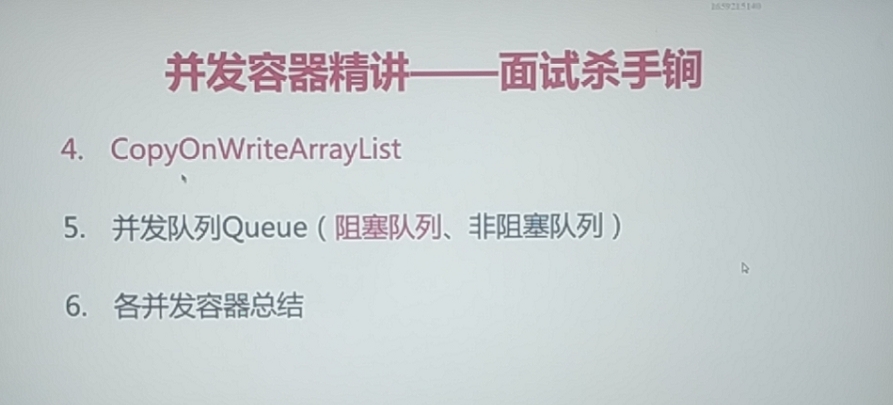 并发容器精讲——面试杀手锏
4. CopyOnWriteArrayList
5. 并发队列Queue（阻塞队列、非阻塞队列）
6. 各并发容器总结